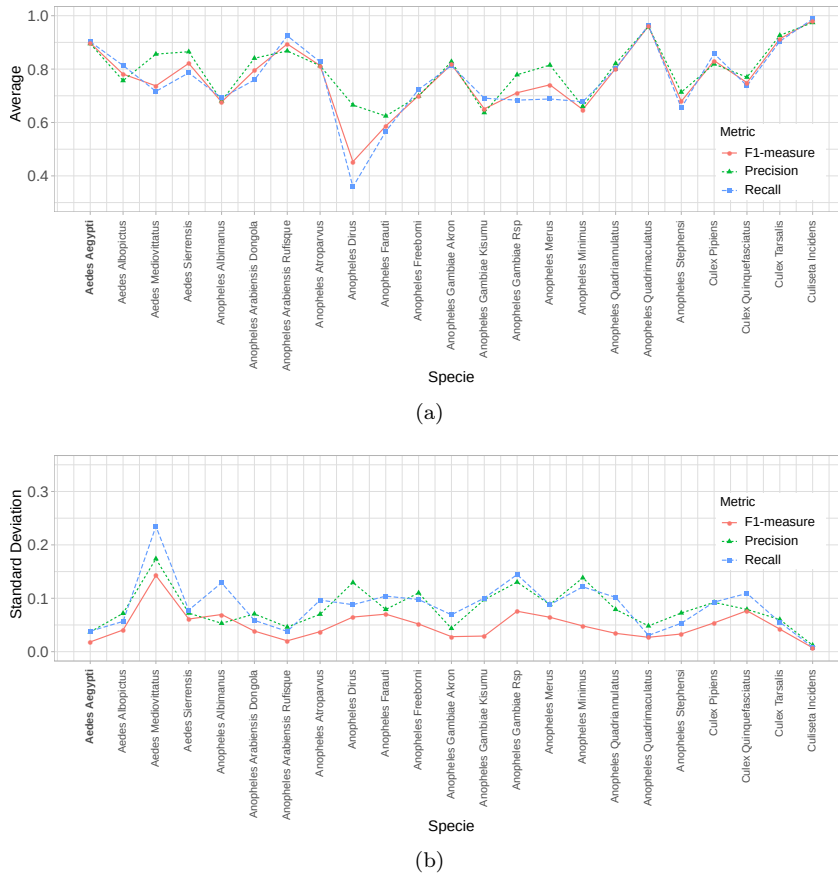 1.0
0.8
0.6
0.4
Average
Metric
F1-measure
Precision
Recall
Aedes Aegypti
Aedes Albopictus
Aedes Mediovittatus
Aedes Sierrensis
Anopheles Albimanus
Anopheles Arabiensis Dongola
Anopheles Arabiensis Rufisque
Anopheles Atroparvus
Anopheles Dirus
Anopheles Farauti
Anopheles Freebornii
Anopheles Gambiae Akron
Anopheles Gambiae Kisumu
Anopheles Gambiae Rsp
Anopheles Merus
Anopheles Minimus
Anopheles Quadriannulatus
Anopheles Quadrimaculatus
Anopheles Stephensi
Culex Pipiens
Culex Quinquefasciatus
Culex Tarsalis
Culiseta Incidens
Specie
(a)
0.3
0.2
0.1
0.0
Standard Deviation
Metric
F1-measure
Precision
Recall
Aedes Aegypti
Aedes Albopictus
Aedes Mediovittatus
Aedes Sierrensis
Anopheles Albimanus
Anopheles Arabiensis Dongola
Anopheles Arabiensis Rufisque
Anopheles Atroparvus
Anopheles Dirus
Anopheles Farauti
Anopheles Freebornii
Anopheles Gambiae Akron
Anopheles Gambiae Kisumu
Anopheles Gambiae Rsp
Anopheles Merus
Anopheles Minimus
Anopheles Quadriannulatus
Anopheles Quadrimaculatus
Anopheles Stephensi
Culex Pipiens
Culex Quinquefasciatus
Culex Tarsalis
Culiseta Incidens
Specie
(b)